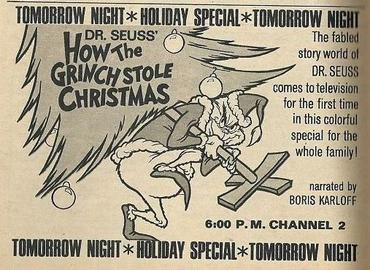 TOMORROW NIGHT*HOLIDAY SPECIAL*TOMORROW NIGHT
DR. SEUSS'
HOW THE
GRINCH STOLE
CHRISTMAS
The fabled
story world of
DR. SEUSS
comes to television
for the first time
in this colorful
special for the
whole family!
narrated by
BORIS KARLOFF
6:00 P.M. CHANNEL 2
TOMORROW NIGHT*HOLIDAY SPECIAL*TOMORROW NIGHT